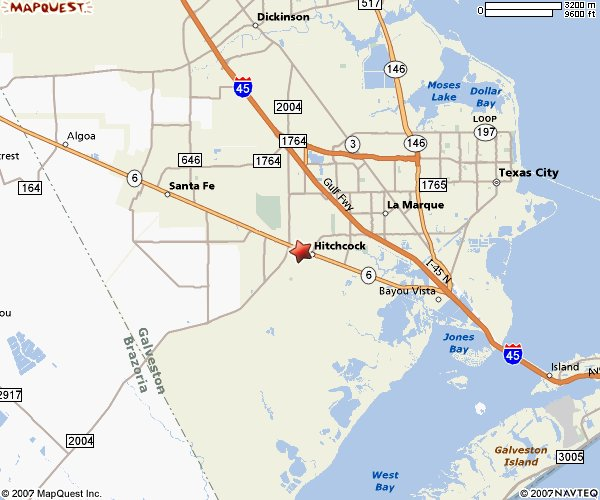 MAPQUEST.
3200 m
0
9600 ft
517
Dickinson
146
45
Moses
Lake
Dollar
Bay
2004
LOOP
197
1764
3
146
Algoa
crest
646
1764
6
164
Santa Fe
1765
Texas City
Gulf Fwy
La Marque
Hitchcock
I-45 N
6
Bayou Vista
Galveston
Brazoria
Jones
Bay
45
Island
2917
2004
Galveston
Island
3005
West
Bay
© 2007 MapQuest Inc.
© 2007 NAVTEQ